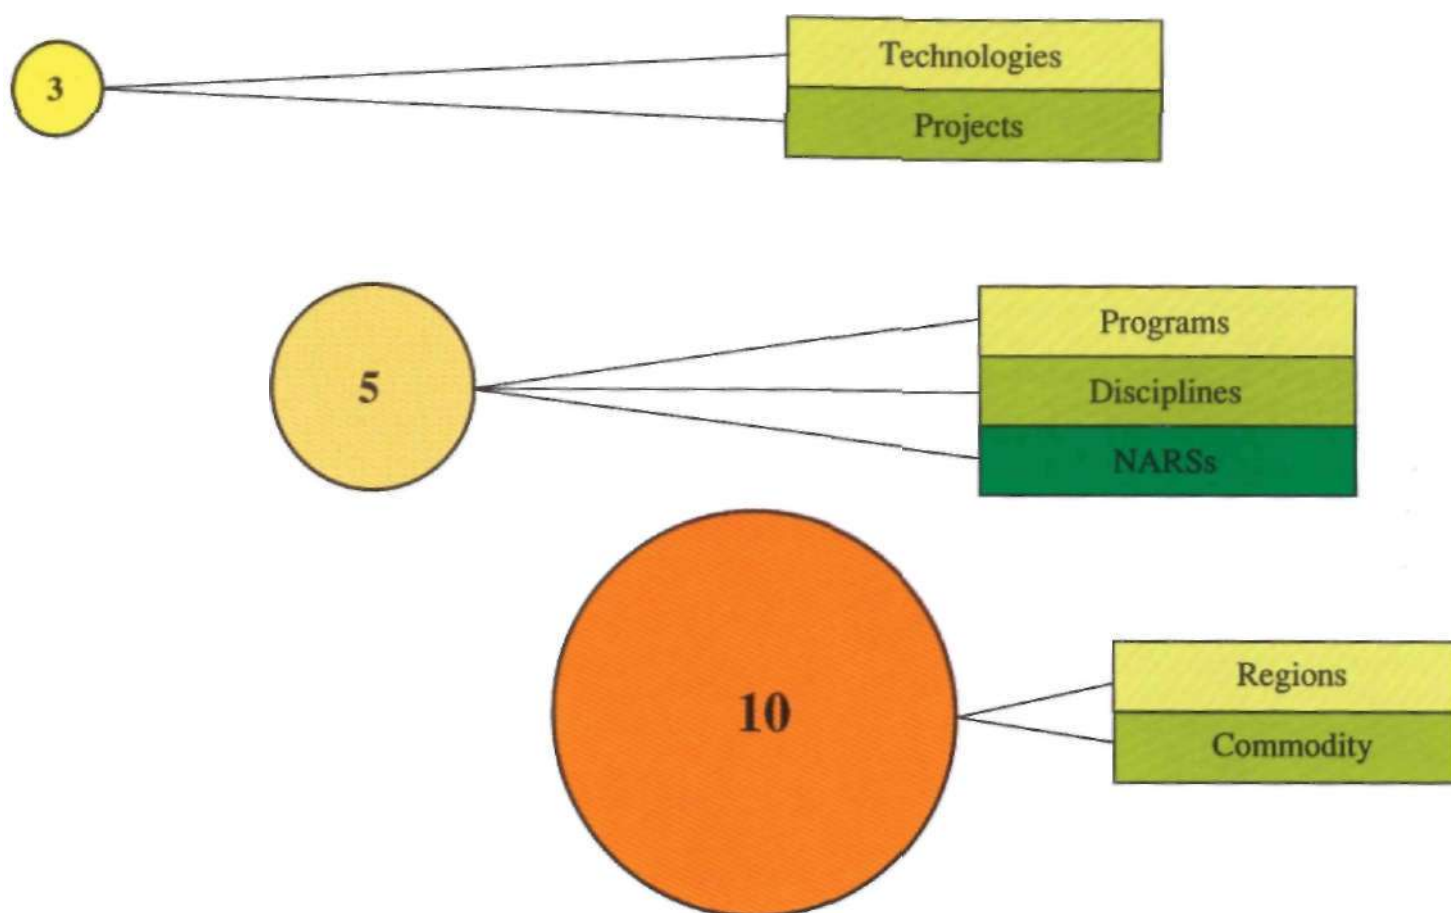 3
Technologies
Projects
5
Programs
Disciplines
NARSs
10
Regions
Commodity